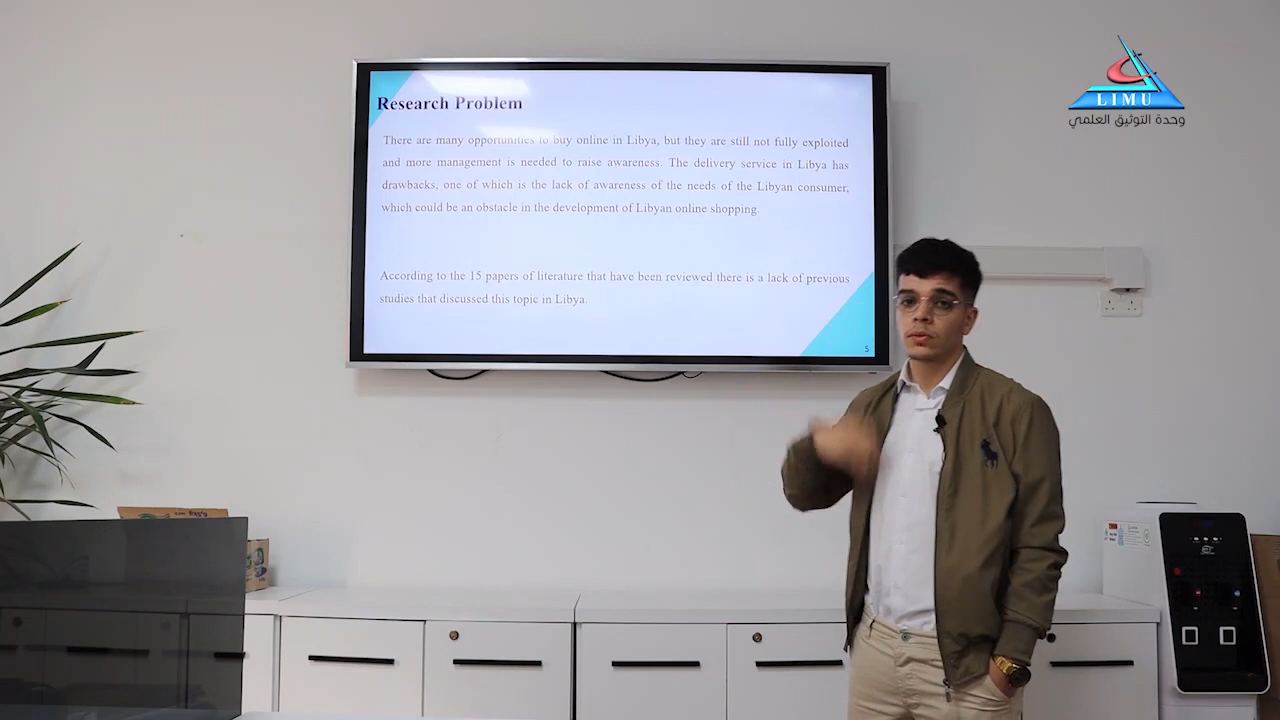 LIMU
وحدة التوثيق العلمي
Research Problem
There are many opportunities to buy online in Libya, but they are still not fully exploited
and more management is needed to raise awareness. The delivery service in Libya has
drawbacks, one of which is the lack of awareness of the needs of the Libyan consumer,
which could be an obstacle in the development of Libyan online shopping.
According to the 15 papers of literature that have been reviewed there is a lack of previous
studies that discussed this topic in Libya.
5